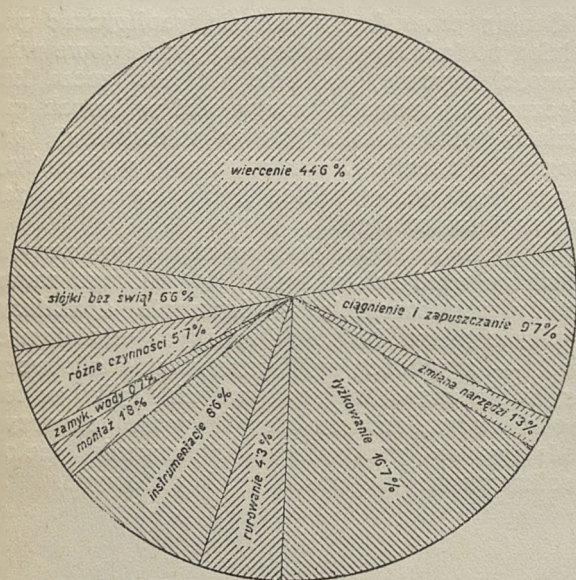 wiercenie 44·6 %
ciągnienie i zapuszczanie 9·7 %
zmiana narzędzi 1·3 %
łyżkowanie 16·7 %
rurowanie 4·3 %
instrumentacje 8·6 %
montaż 1·8 %
zamyk. wody 0·7 %
różne czynności 5·7 %
stójki bez świąt 6·6 %